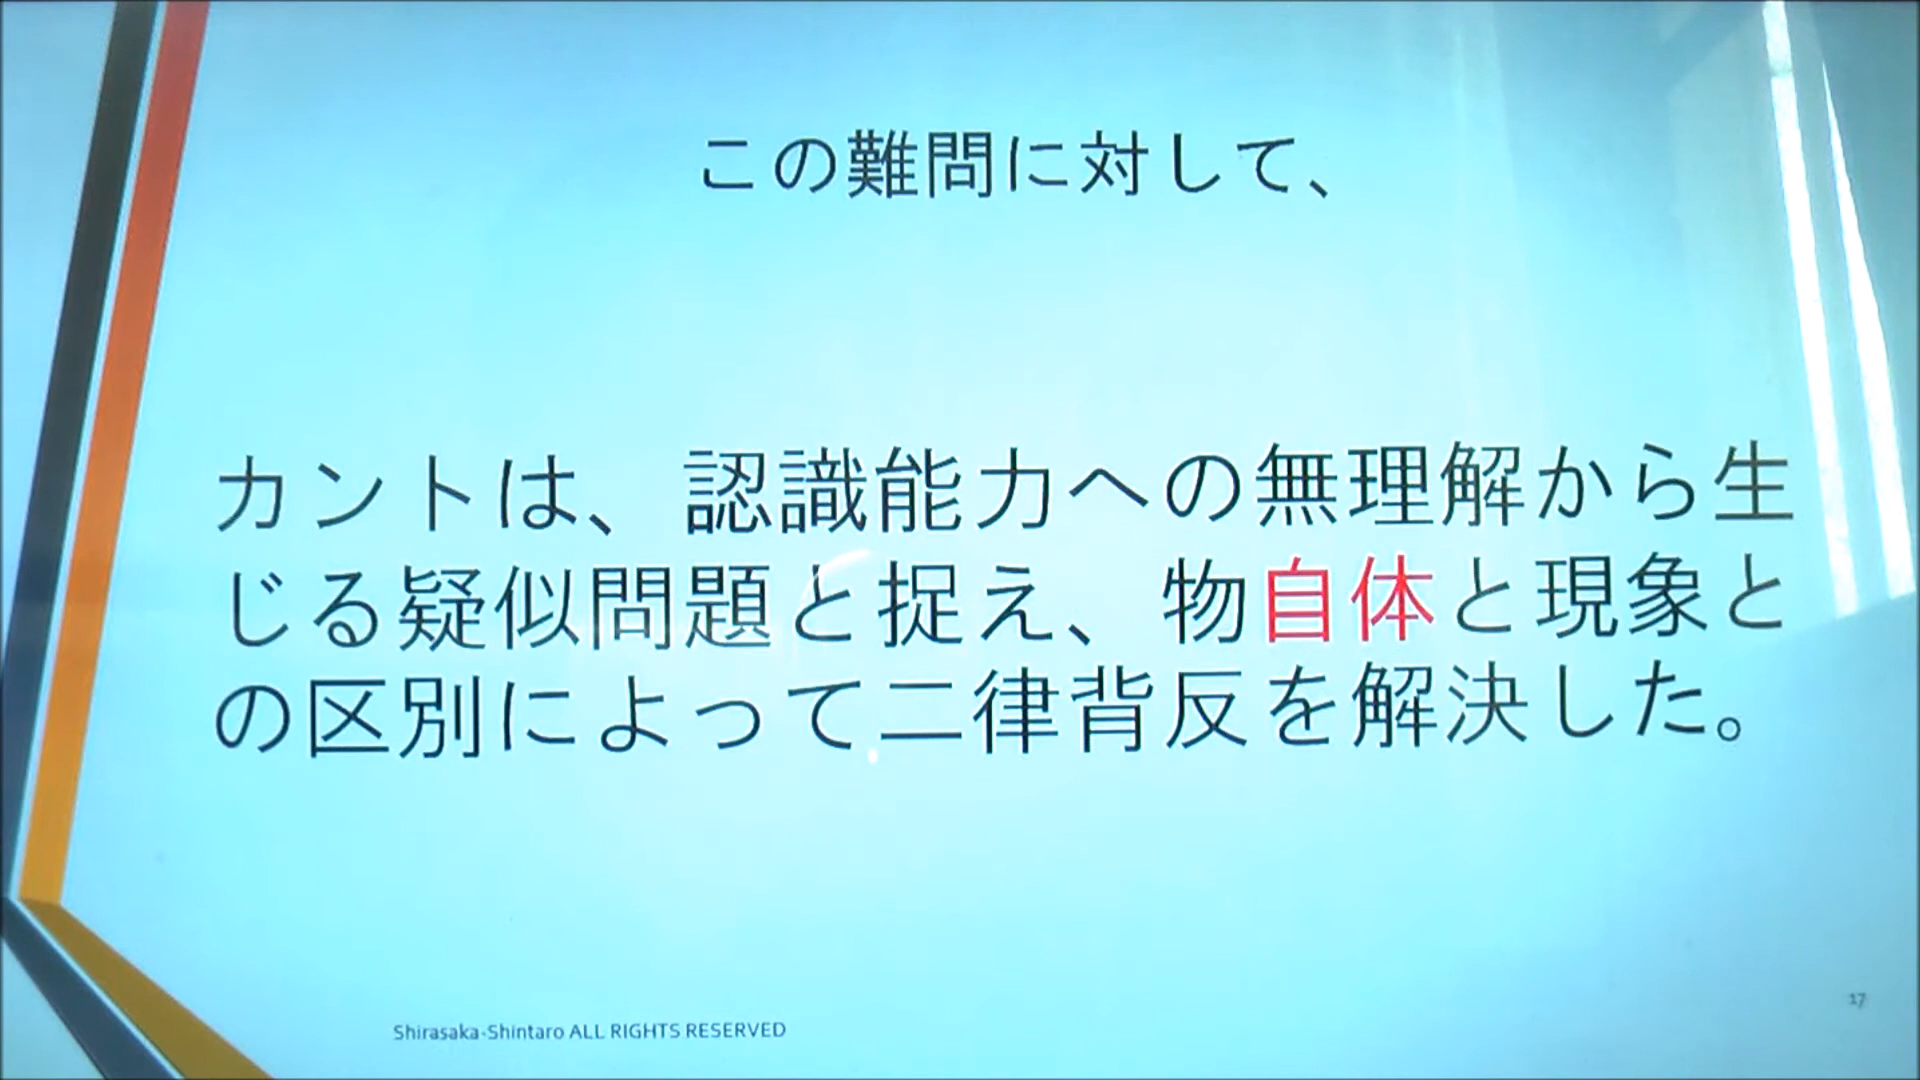 この難問に対して、
カントは、認識能力への無理解から生
じる疑似問題と捉え、物自体と現象と
の区別によって二律背反を解決した。
Shirasaka-Shintaro ALL RIGHTS RESERVED
17